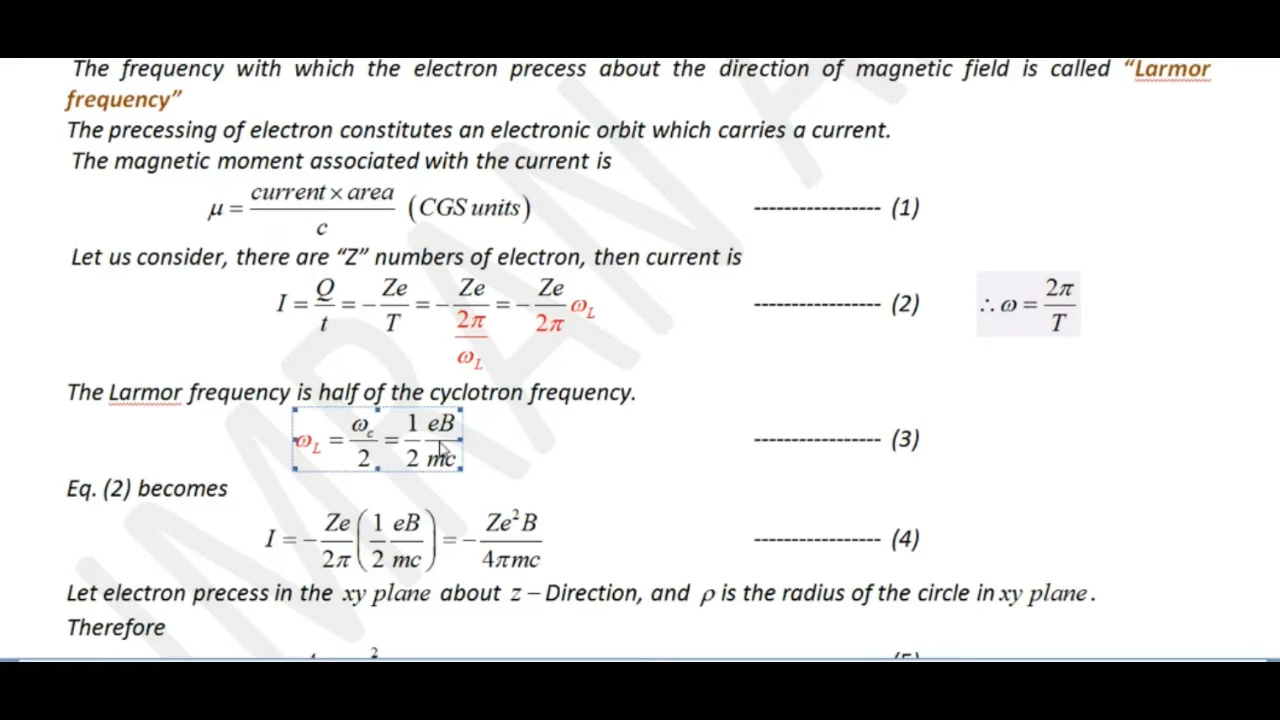 The frequency with which the electron precess about the direction of magnetic field is called “Larmor
frequency”
The precessing of electron constitutes an electronic orbit which carries a current.
The magnetic moment associated with the current is
μ = (current × area)/c (CGS units) ----------------- (1)
Let us consider, there are “Z” numbers of electron, then current is
I = Q/t = −Ze/T = −Ze/(2π/ω_L) = −(Ze/2π) ω_L ----------------- (2) ∴ ω = 2π/T
The Larmor frequency is half of the cyclotron frequency.
ω_L = ω_c/2 = (1/2)(eB/mc) ----------------- (3)
Eq. (2) becomes
I = −(Ze/2π)((1/2)(eB/mc)) = −Ze²B/4πmc ----------------- (4)
Let electron precess in the xy plane about z − Direction, and ρ is the radius of the circle in xy plane.
Therefore